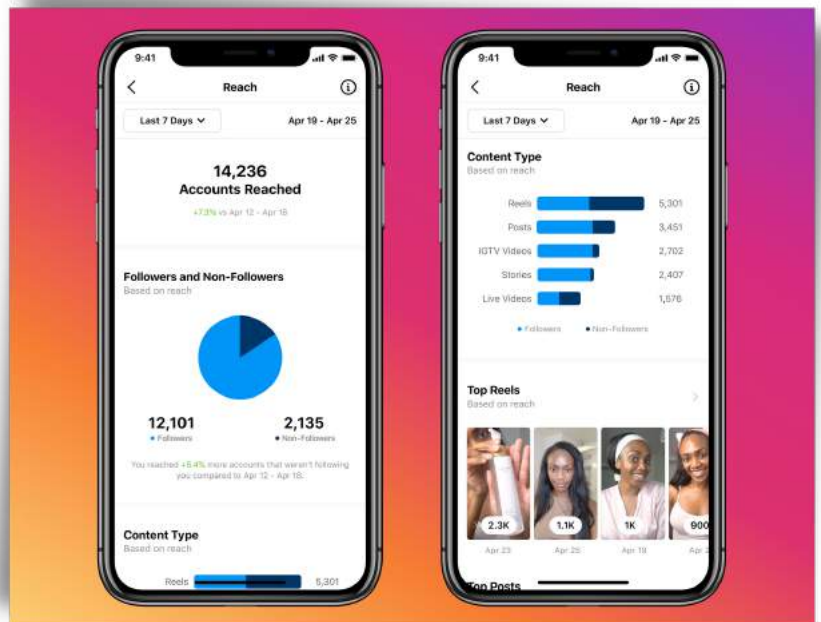 9:41
Reach
Last 7 Days
Apr 19 - Apr 25
14,236
Accounts Reached
+7.3% vs Apr 12 - Apr 18
Followers and Non-Followers
Based on reach
12,101
Followers
2,135
Non-Followers
You reached +6.4% more accounts that weren't following
you compared to Apr 12 - Apr 18.
Content Type
Based on reach
Reels 5,301
9:41
Reach
Last 7 Days
Apr 19 - Apr 25
Content Type
Based on reach
Reels 5,301
Posts 3,451
IGTV Videos 2,702
Stories 2,407
Live Videos 1,576
Followers Non-Followers
Top Reels
Based on reach
2.3K 1.1K 1K 900
Apr 23 Apr 25 Apr 19 Apr 2
Top Posts